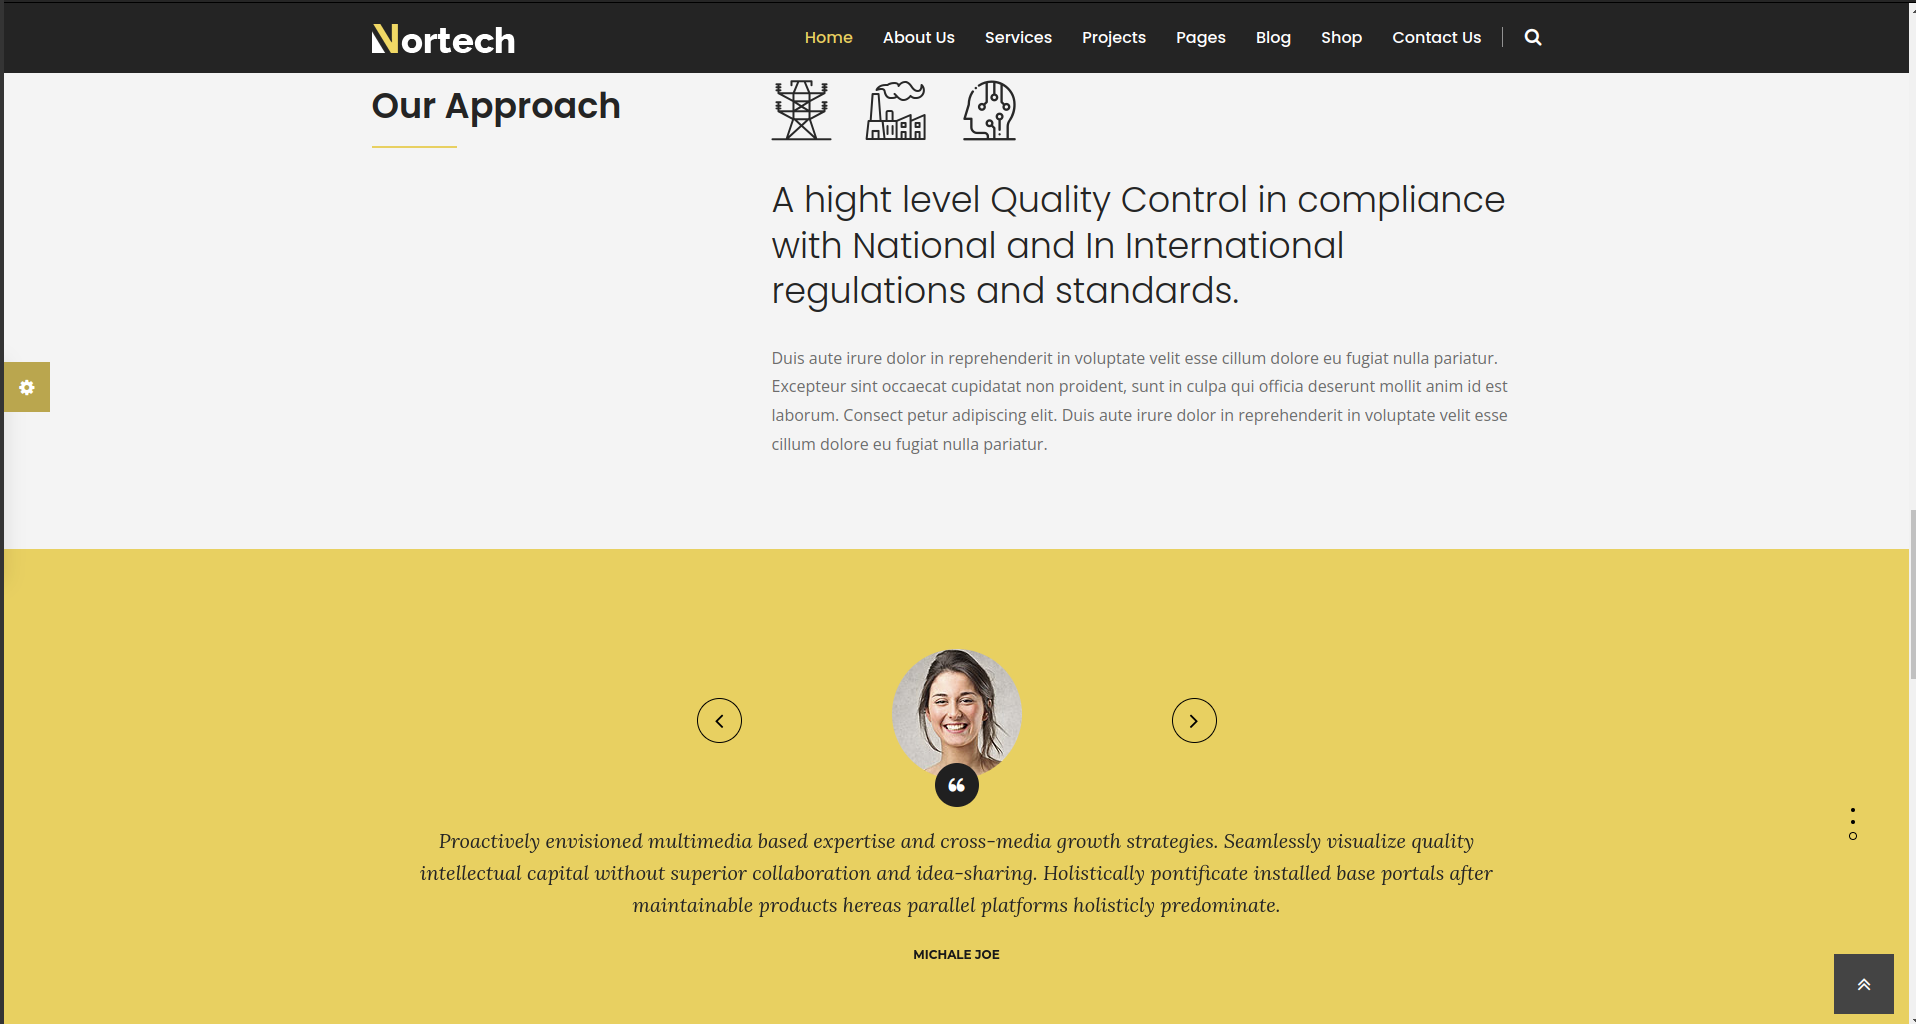 Nortech
Home About Us Services Projects Pages Blog Shop Contact Us
Our Approach
A hight level Quality Control in compliance
with National and In International
regulations and standards.
Duis aute irure dolor in reprehenderit in voluptate velit esse cillum dolore eu fugiat nulla pariatur.
Excepteur sint occaecat cupidatat non proident, sunt in culpa qui officia deserunt mollit anim id est
laborum. Consect petur adipiscing elit. Duis aute irure dolor in reprehenderit in voluptate velit esse
cillum dolore eu fugiat nulla pariatur.
“
Proactively envisioned multimedia based expertise and cross-media growth strategies. Seamlessly visualize quality
intellectual capital without superior collaboration and idea-sharing. Holistically pontificate installed base portals after
maintainable products hereas parallel platforms holisticly predominate.
MICHALE JOE